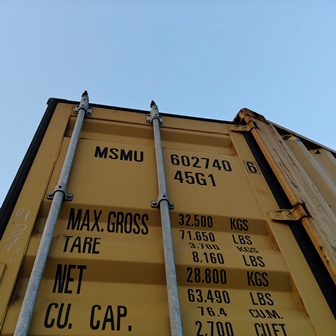 MSMU 602740 6
45G1
MAX.GROSS 32.500 KGS
71.650 LBS
TARE 3.700 KGS
8.160 LBS
NET 28.800 KGS
63.490 LBS
CU. CAP. 76.4 CU.M.
2.700 CU.FT